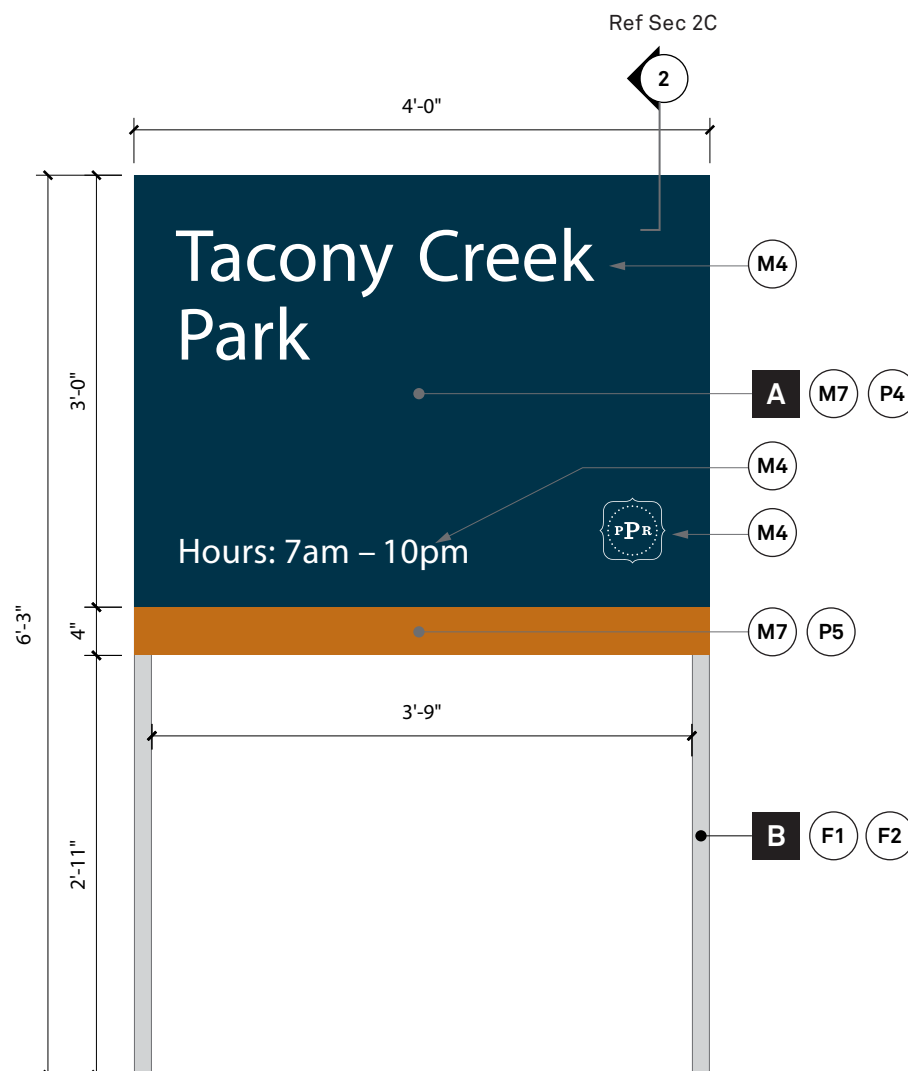 Ref Sec 2C
2
4'-0"
Tacony Creek
Park
M4
3'-0"
A M7 P4
M4
PPR
M4
Hours: 7am – 10pm
6'-3"
4"
M7 P5
3'-9"
B F1 F2
2'-11"